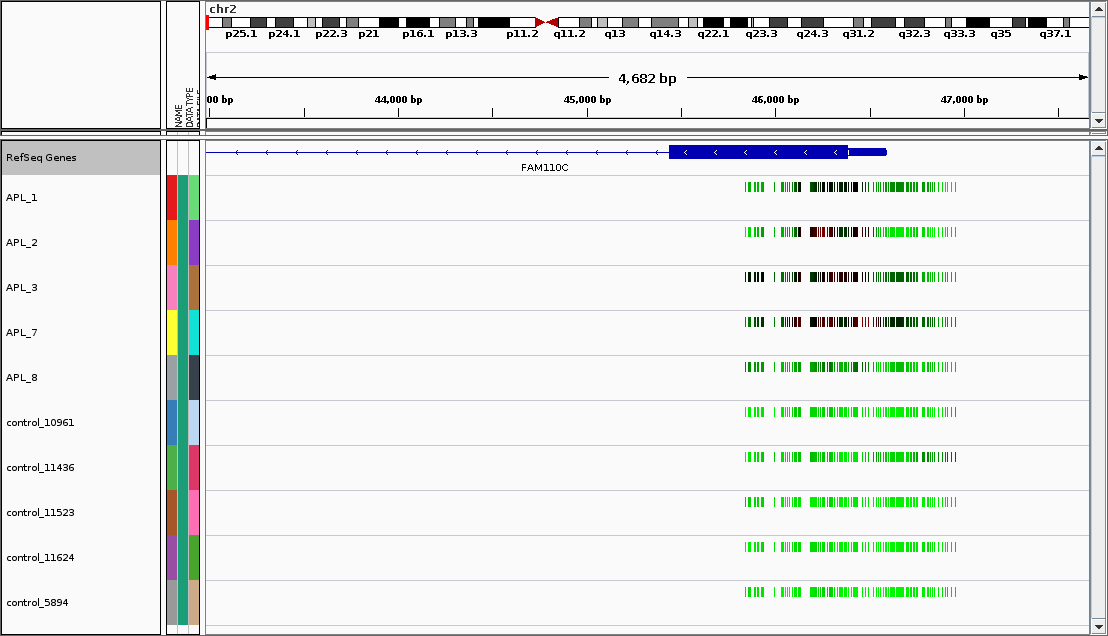 chr2
p25.1 p24.1 p22.3 p21 p16.1 p13.3 p11.2 q11.2 q13 q14.3 q22.1 q23.3 q24.3 q31.2 q32.3 q33.3 q35 q37.1
4,682 bp
00 bp 44,000 bp 45,000 bp 46,000 bp 47,000 bp
NAME
DATA TYPE
RefSeq Genes
FAM110C
APL_1
APL_2
APL_3
APL_7
APL_8
control_10961
control_11436
control_11523
control_11624
control_5894